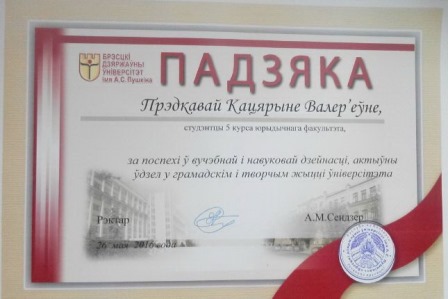 БРЭСЦКІ
ДЗЯРЖАЎНЫ
УНІВЕРСІТЭТ
імя А.С. Пушкіна
ПАДЗЯКА
Прэдкавай Кацярыне Валер'еўне,
студэнтцы 5 курса юрыдычнага факультэта,
за поспехі ў вучэбнай і навуковай дзейнасці, актыўны
ўдзел у грамадскім і творчым жыцці ўніверсітэта
Рэктар А.М.Сендзер
26 мая 2016 года